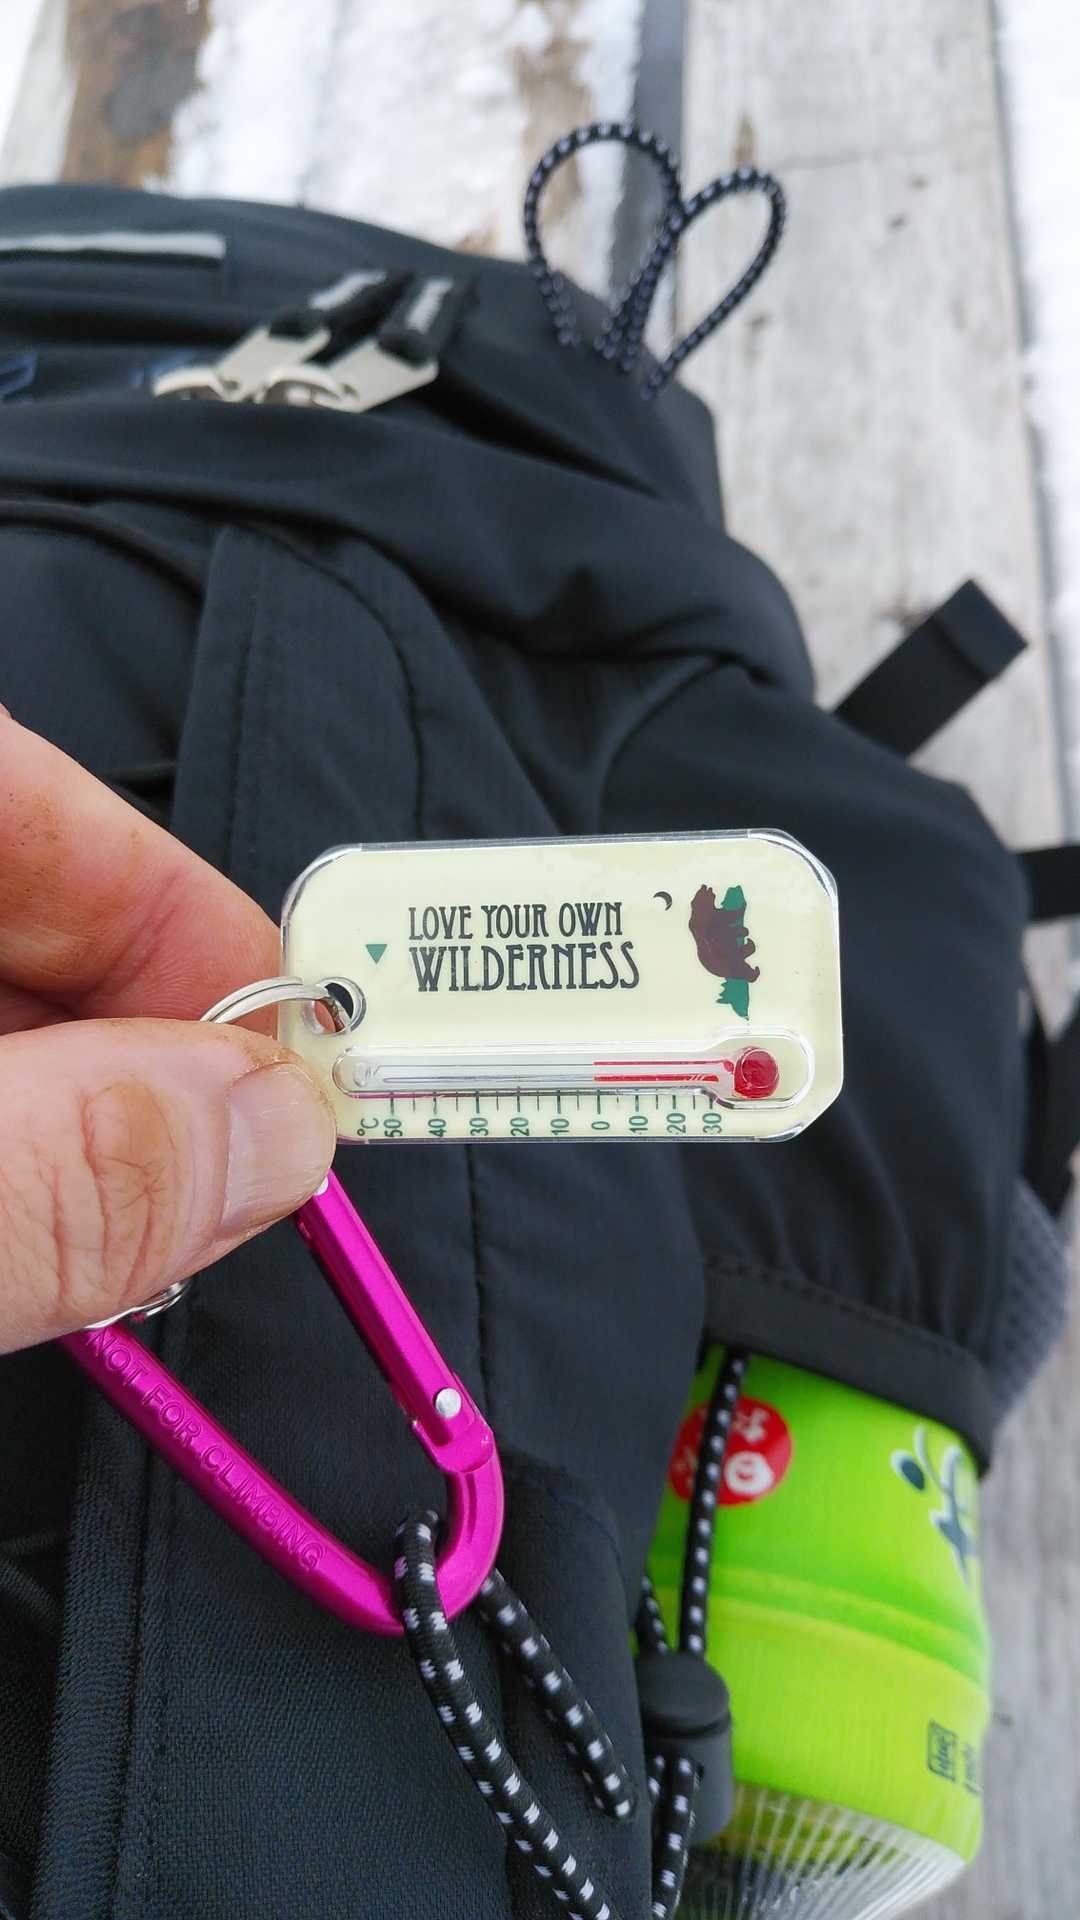 LOVE YOUR OWN
WILDERNESS
°C 50 40 30 20 10 0 -10 -20 -30
NOT FOR CLIMBING